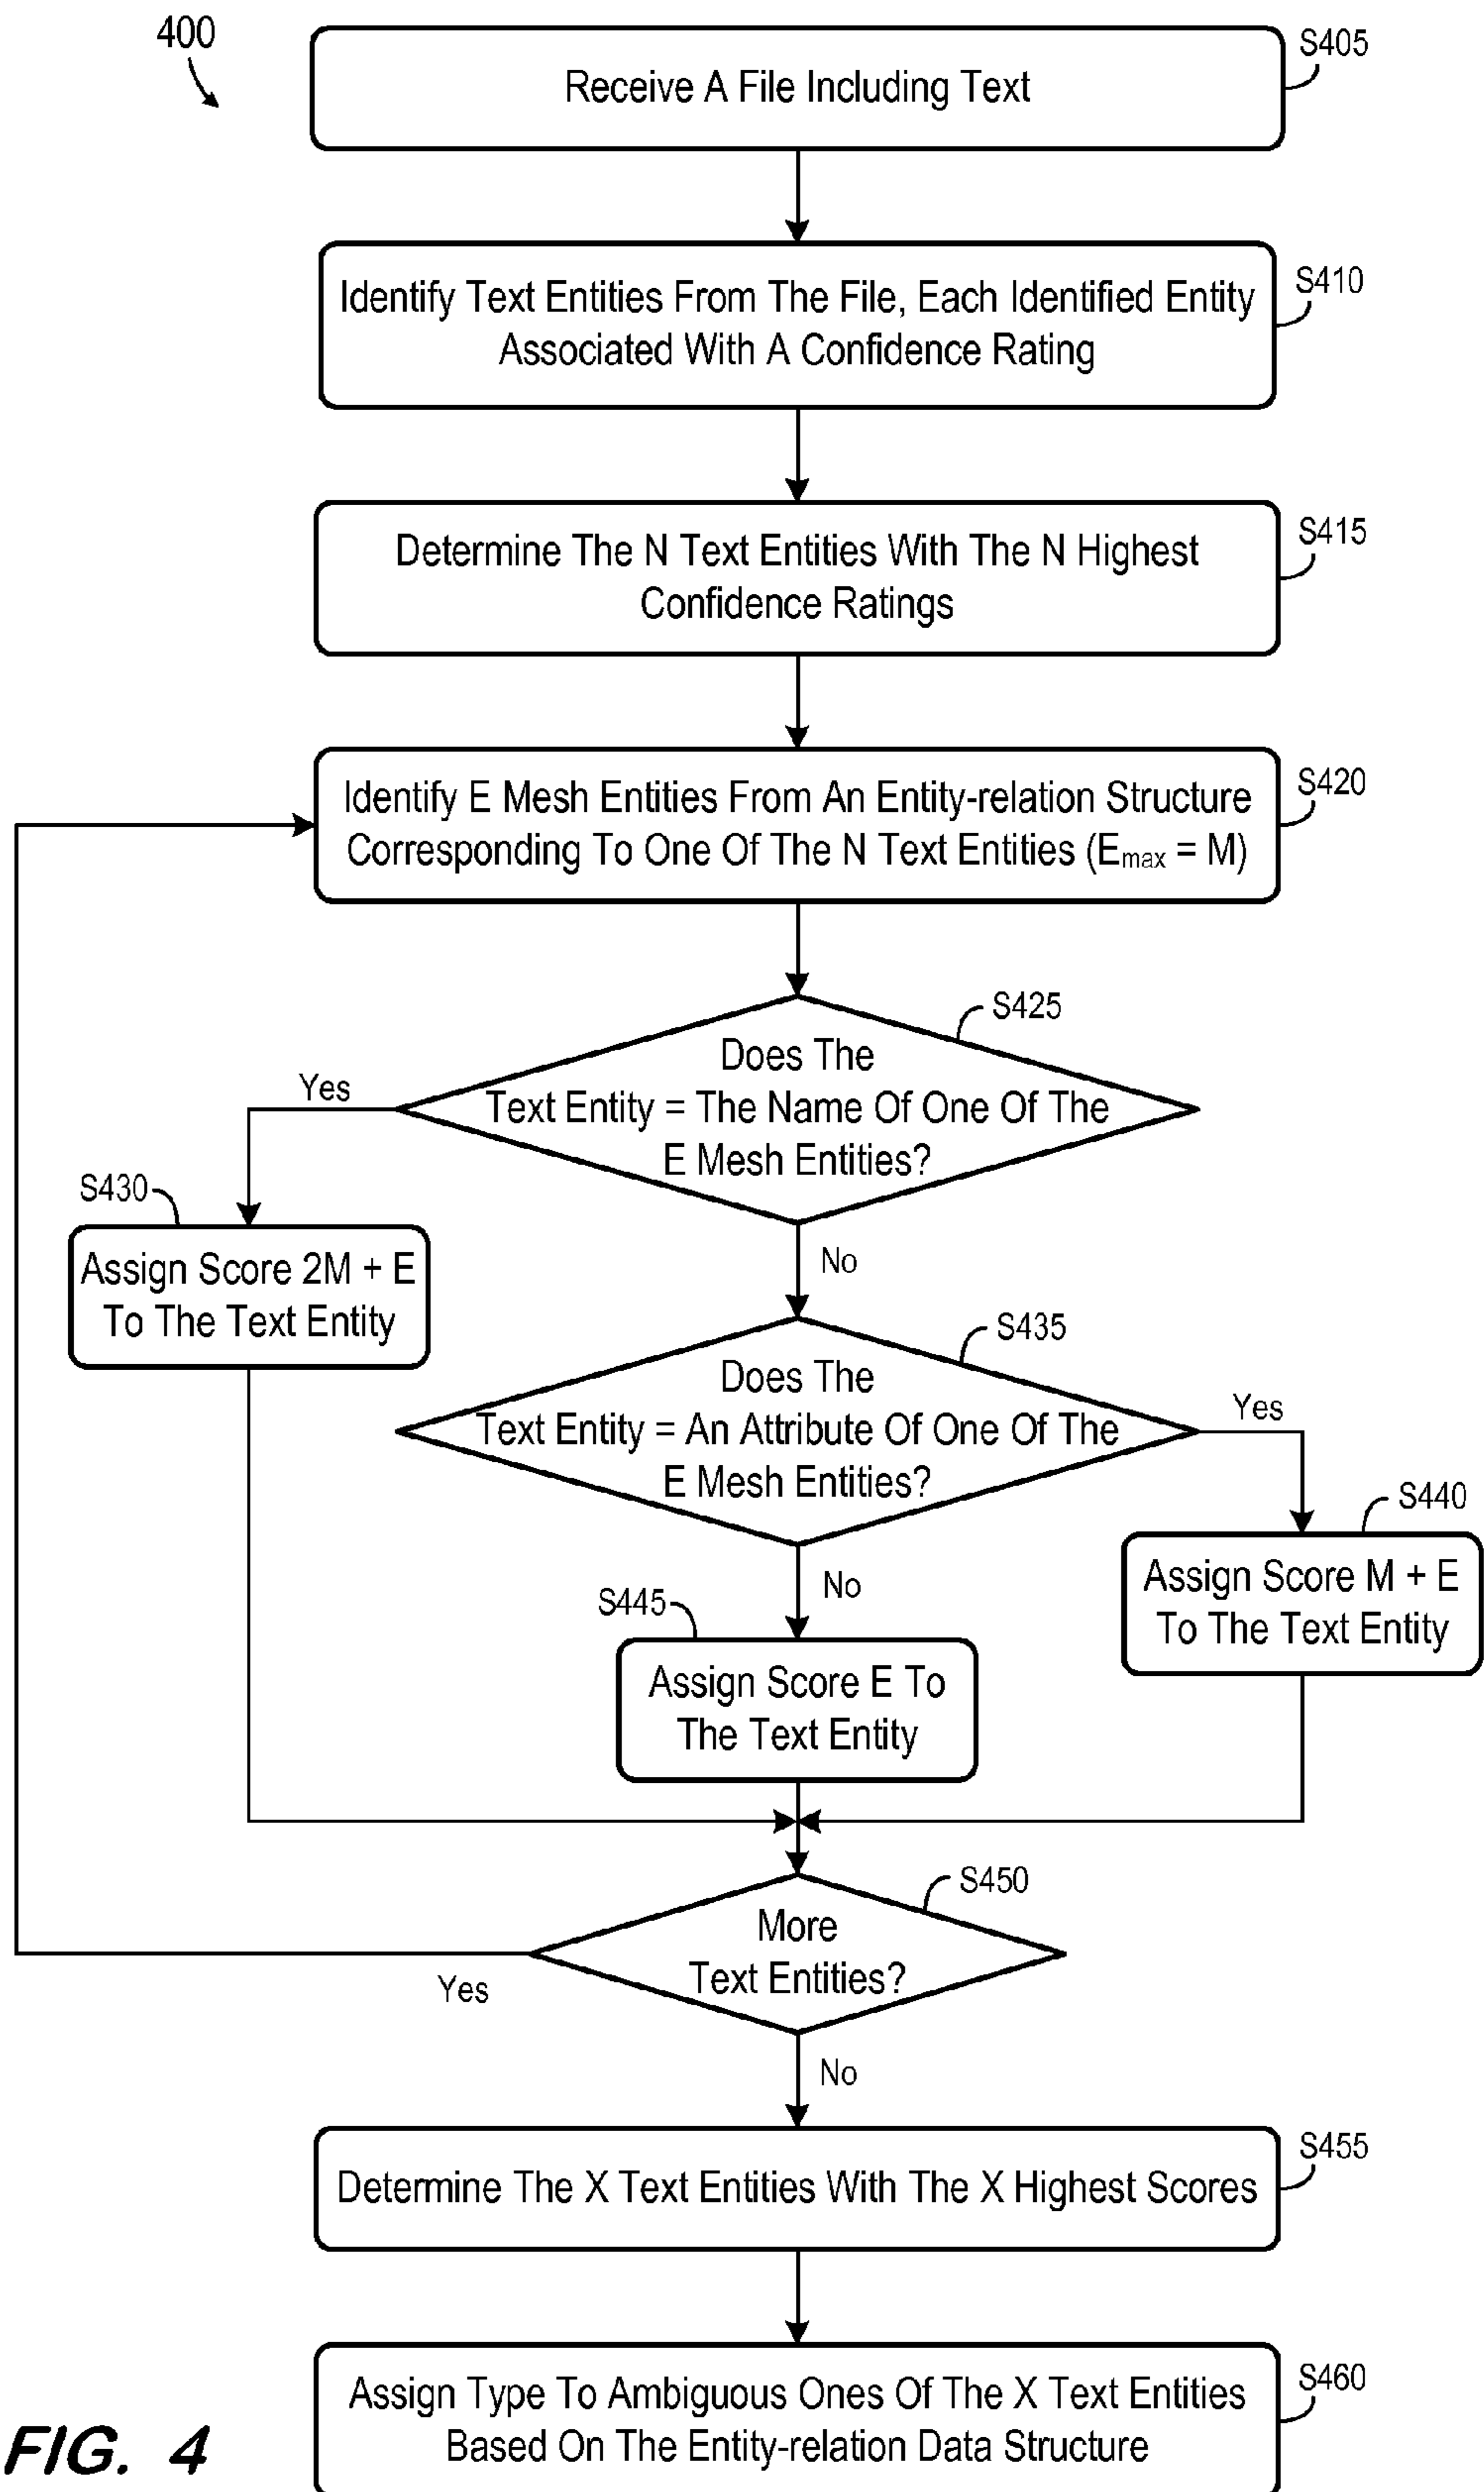 400
S405
Receive A File Including Text
S410
Identify Text Entities From The File, Each Identified Entity
Associated With A Confidence Rating
S415
Determine The N Text Entities With The N Highest
Confidence Ratings
S420
Identify E Mesh Entities From An Entity-relation Structure
Corresponding To One Of The N Text Entities (Emax = M)
S425
Does The
Text Entity = The Name Of One Of The
E Mesh Entities?
Yes
S430
Assign Score 2M + E
To The Text Entity
No
S435
Does The
Text Entity = An Attribute Of One Of The
E Mesh Entities?
Yes
S440
Assign Score M + E
To The Text Entity
No
S445
Assign Score E To
The Text Entity
S450
More
Text Entities?
Yes
No
S455
Determine The X Text Entities With The X Highest Scores
S460
Assign Type To Ambiguous Ones Of The X Text Entities
Based On The Entity-relation Data Structure
FIG. 4